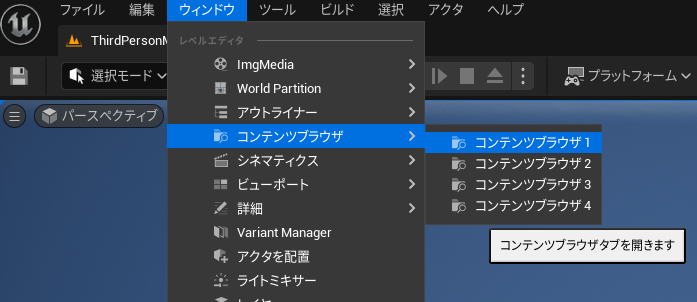 ファイル 編集 ウィンドウ ツール ビルド 選択 アクタ ヘルプ
ThirdPersonM
レベルエディタ
選択モード
プラットフォーム
パースペクティブ
ImgMedia
World Partition
アウトライナー
コンテンツブラウザ
シネマティクス
ビューポート
詳細
Variant Manager
アクタを配置
ライトミキサー
コンテンツブラウザ 1
コンテンツブラウザ 2
コンテンツブラウザ 3
コンテンツブラウザ 4
コンテンツブラウザタブを開きます